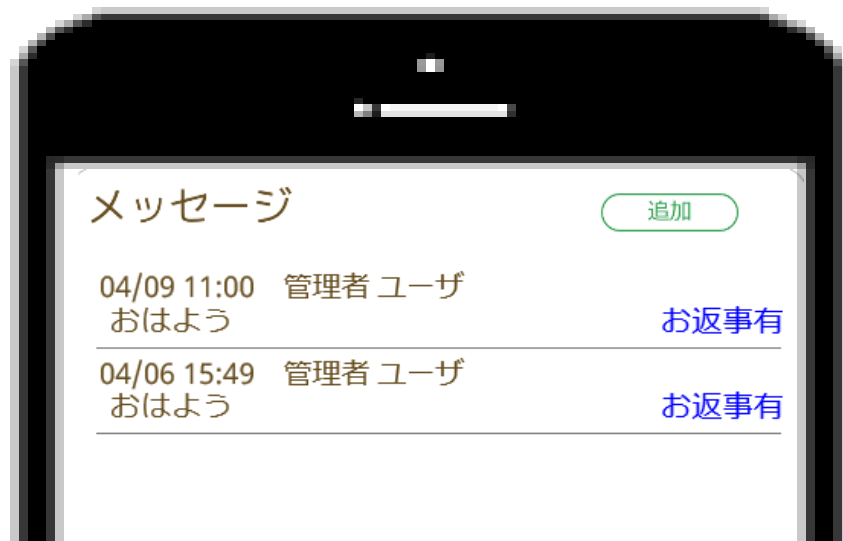 メッセージ 追加
04/09 11:00 管理者 ユーザ
おはよう お返事有
04/06 15:49 管理者 ユーザ
おはよう お返事有